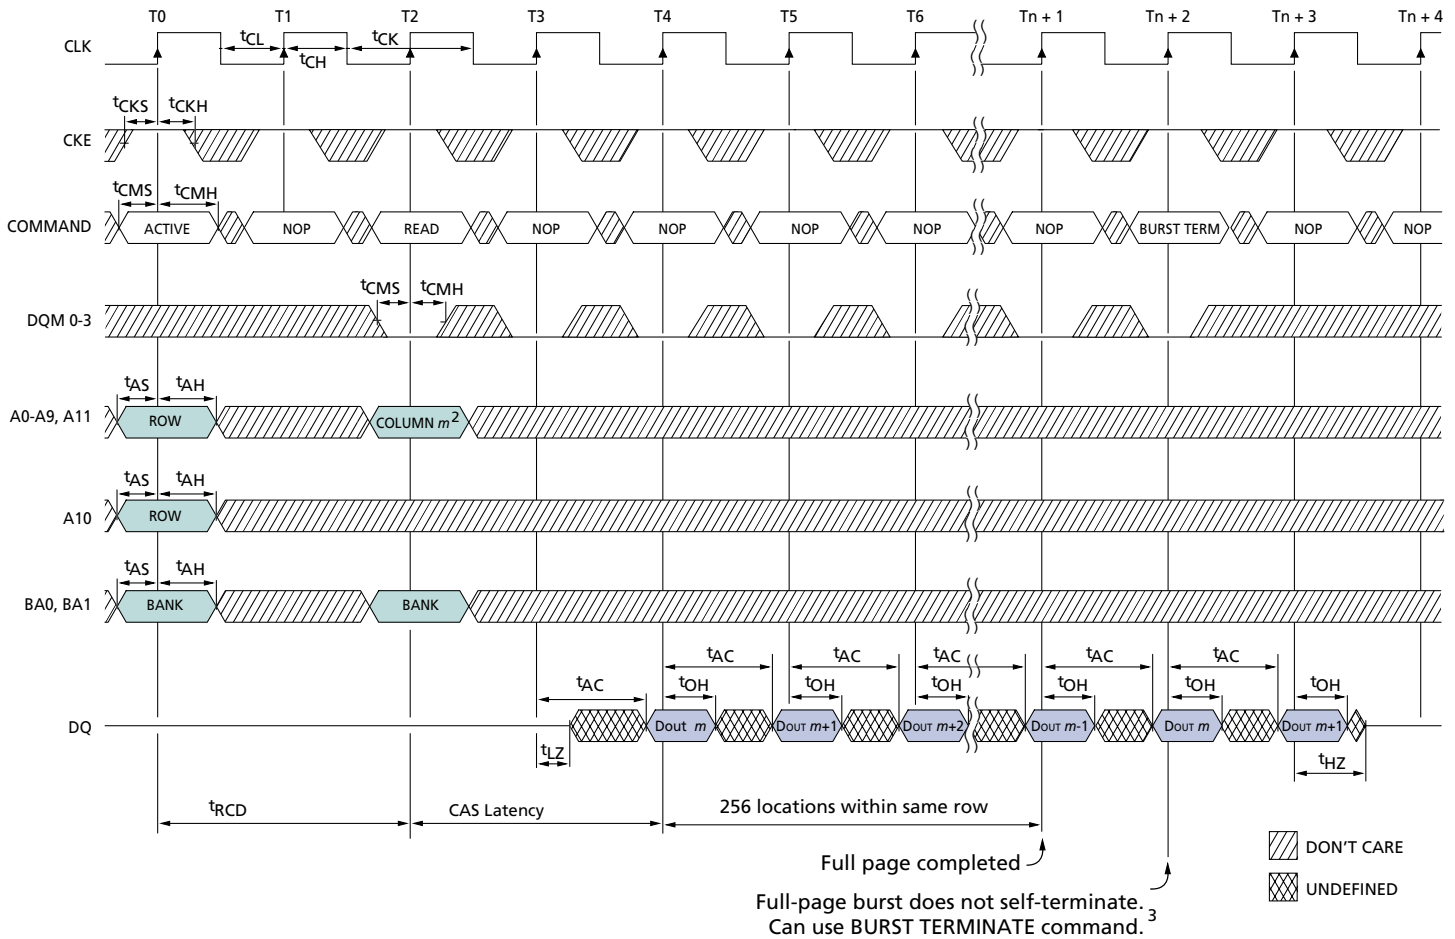 T0 T1 T2 T3 T4 T5 T6 Tn + 1 Tn + 2 Tn + 3 Tn + 4
CLK
tCL tCK
tCH
tCKS tCKH
CKE
tCMS tCMH
COMMAND ACTIVE NOP READ NOP NOP NOP NOP NOP BURST TERM NOP NOP
tCMS tCMH
DQM 0-3
tAS tAH
A0-A9, A11 ROW COLUMN m2
tAS tAH
A10 ROW
tAS tAH
BA0, BA1 BANK BANK
tAC tAC tAC tAC tAC tAC
tOH tOH tOH tOH tOH tOH
DQ Dout m DOUT m+1 DOUT m+2 DOUT m-1 DOUT m DOUT m+1
tLZ tHZ
tRCD CAS Latency 256 locations within same row
Full page completed
Full-page burst does not self-terminate.
Can use BURST TERMINATE command. 3
DON'T CARE
UNDEFINED